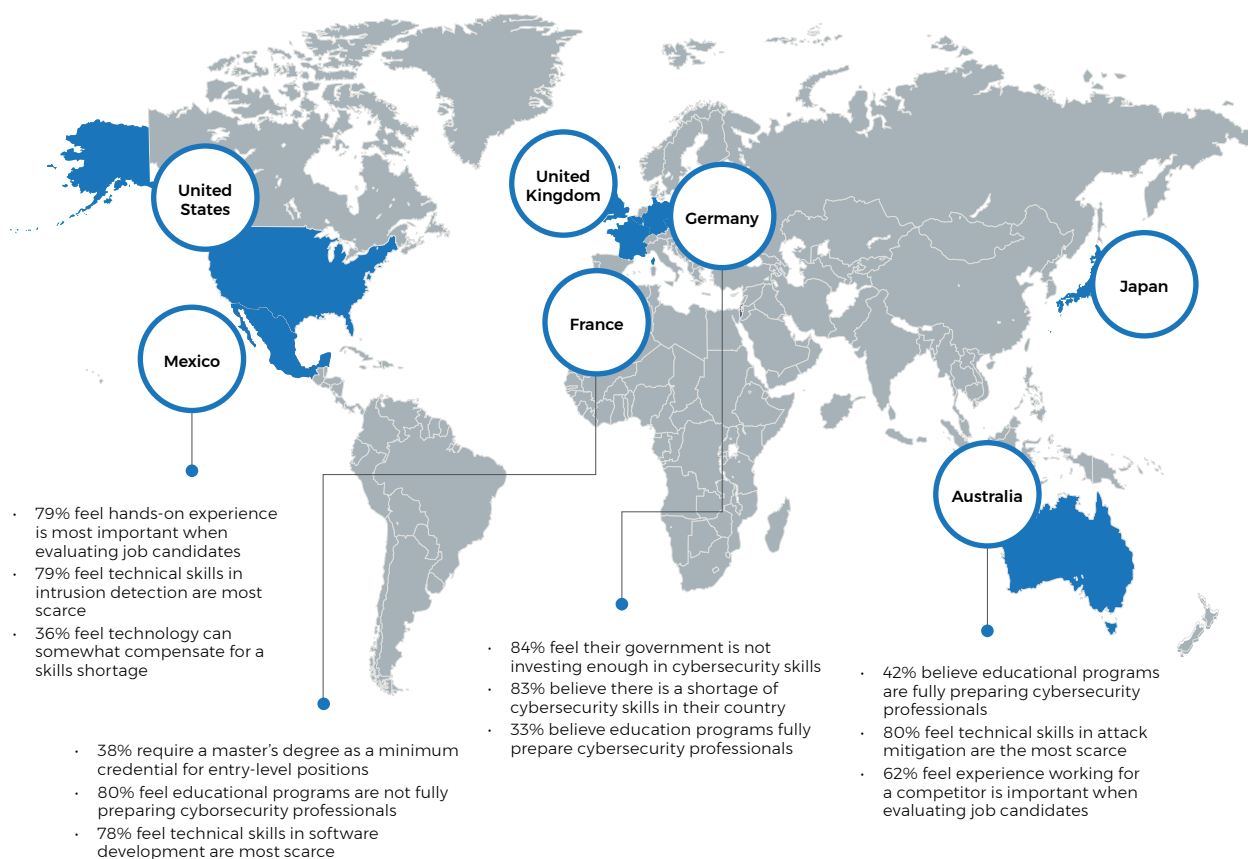 United
States
United
Kingdom
Germany
Japan
France
Mexico
Australia
• 79% feel hands-on experience
is most important when
evaluating job candidates
• 79% feel technical skills in
intrusion detection are most
scarce
• 36% feel technology can
somewhat compensate for a
skills shortage
• 38% require a master's degree as a minimum
credential for entry-level positions
• 80% feel educational programs are not fully
preparing cyborsecurity professionals
• 78% feel technical skills in software
development are most scarce
• 84% feel their government is not
investing enough in cybersecurity skills
• 83% believe there is a shortage of
cybersecurity skills in their country
• 33% believe education programs fully
prepare cybersecurity professionals
• 42% believe educational programs
are fully preparing cybersecurity
professionals
• 80% feel technical skills in attack
mitigation are the most scarce
• 62% feel experience working for
a competitor is important when
evaluating job candidates